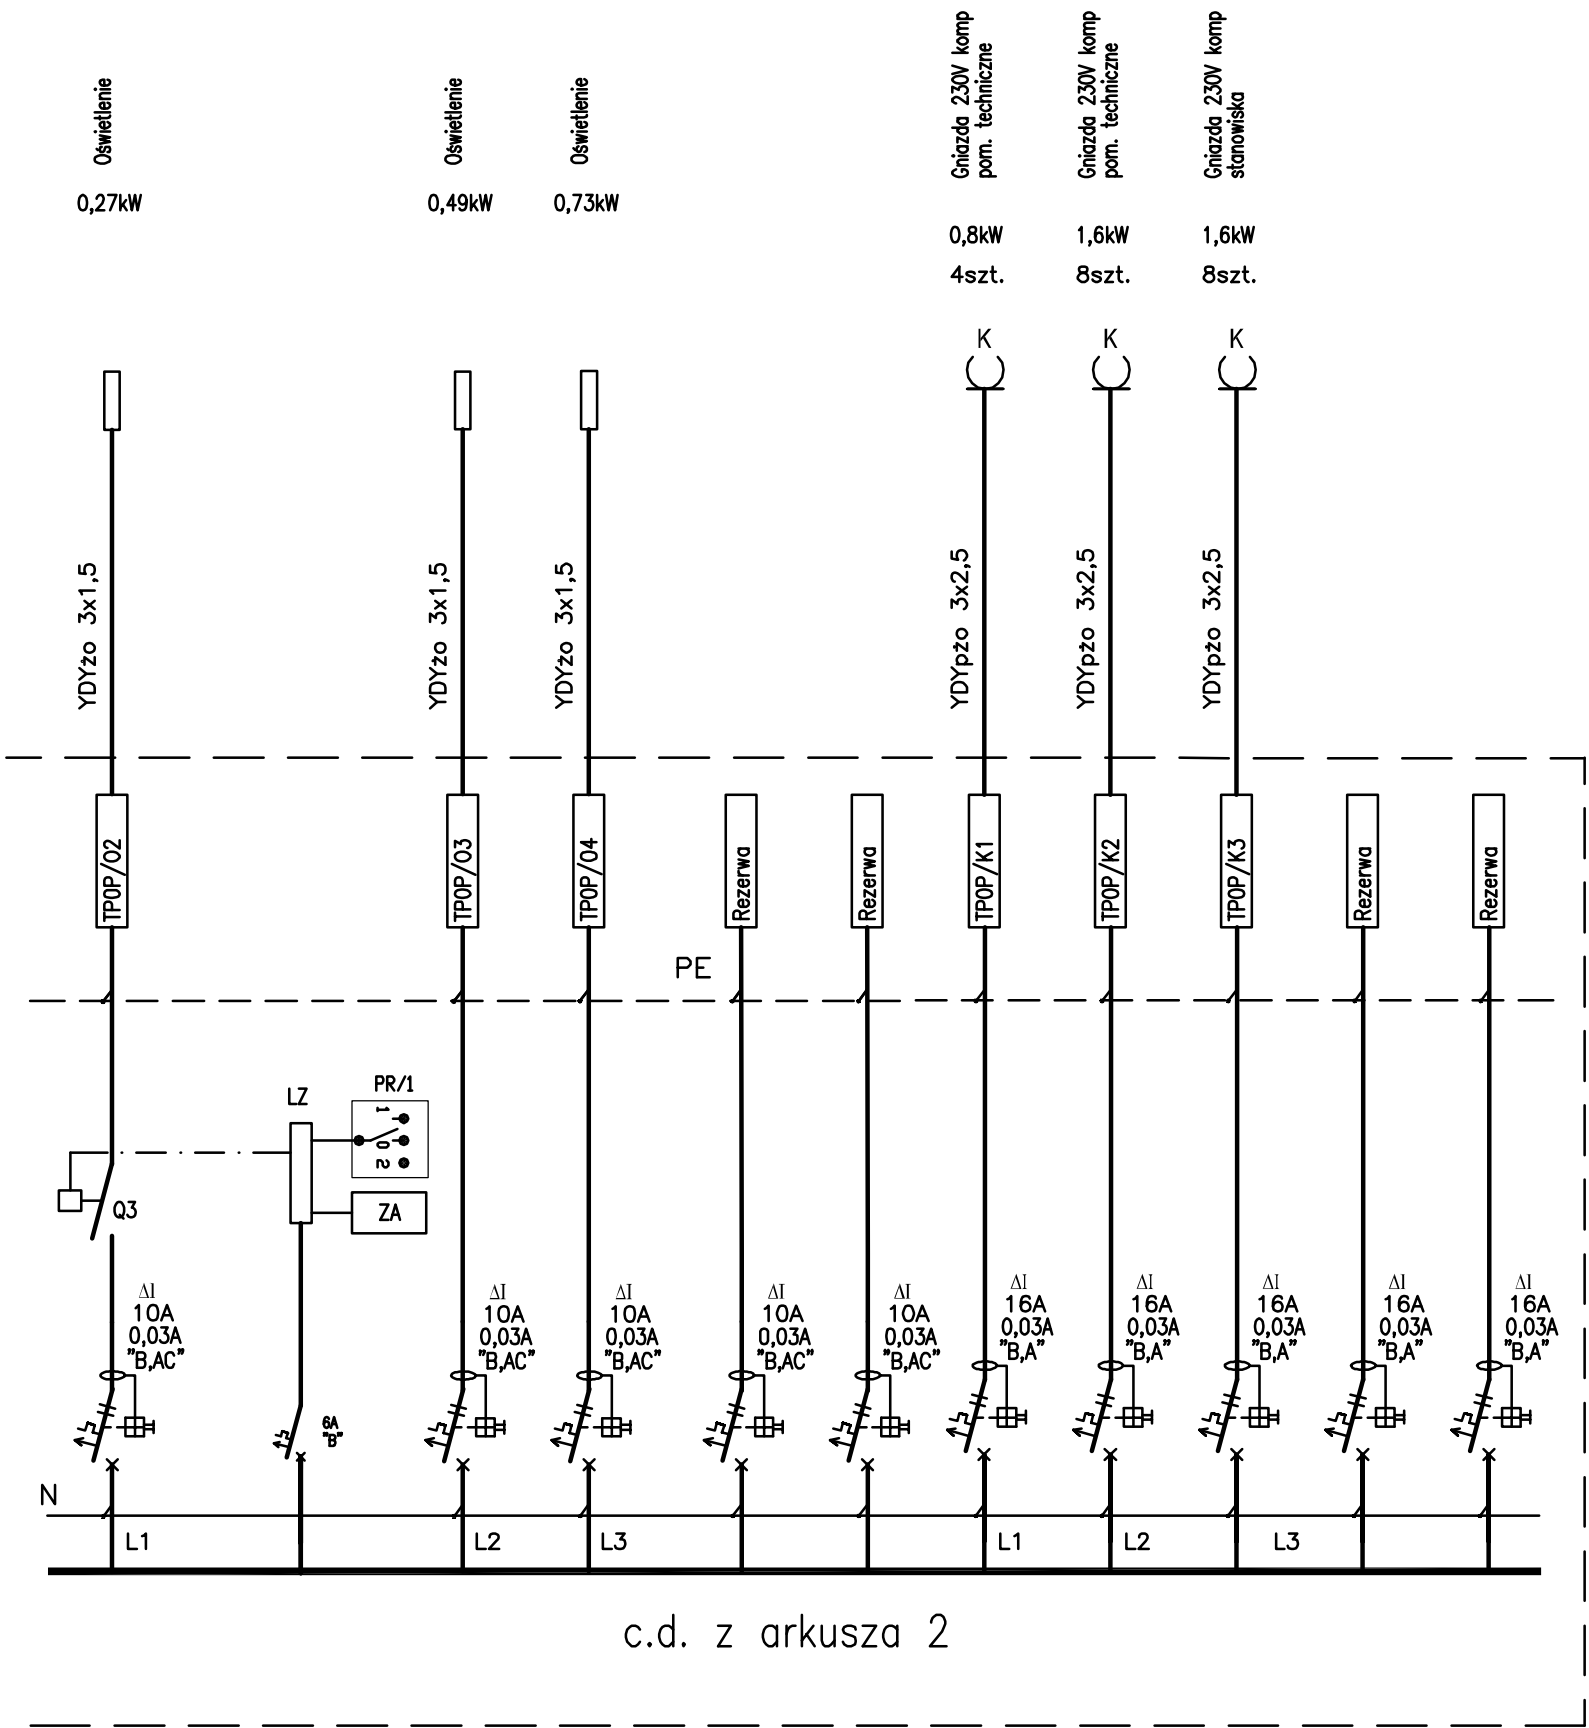 Oświetlenie
0,27kW
Oświetlenie
0,49kW
Oświetlenie
0,73kW
Gniazda 230V komp
pom. techniczne
0,8kW
4szt.
K
Gniazda 230V komp
pom. techniczne
1,6kW
8szt.
K
Gniazda 230V komp
stanowiska
1,6kW
8szt.
K
YDYżo 3x1,5
YDYżo 3x1,5
YDYżo 3x1,5
YDYpżo 3x2,5
YDYpżo 3x2,5
YDYpżo 3x2,5
TPOP/02
TPOP/03
TPOP/04
Rezerwa
Rezerwa
TPOP/K1
TPOP/K2
TPOP/K3
Rezerwa
Rezerwa
PE
LZ
PR/1
1
0
2
ZA
Q3
ΔI
10A
0,03A
"B,AC"
6A
"B"
ΔI
10A
0,03A
"B,AC"
ΔI
10A
0,03A
"B,AC"
ΔI
10A
0,03A
"B,AC"
ΔI
10A
0,03A
"B,AC"
ΔI
16A
0,03A
"B,A"
ΔI
16A
0,03A
"B,A"
ΔI
16A
0,03A
"B,A"
ΔI
16A
0,03A
"B,A"
ΔI
16A
0,03A
"B,A"
N
L1
L2
L3
L1
L2
L3
c.d. z arkusza 2